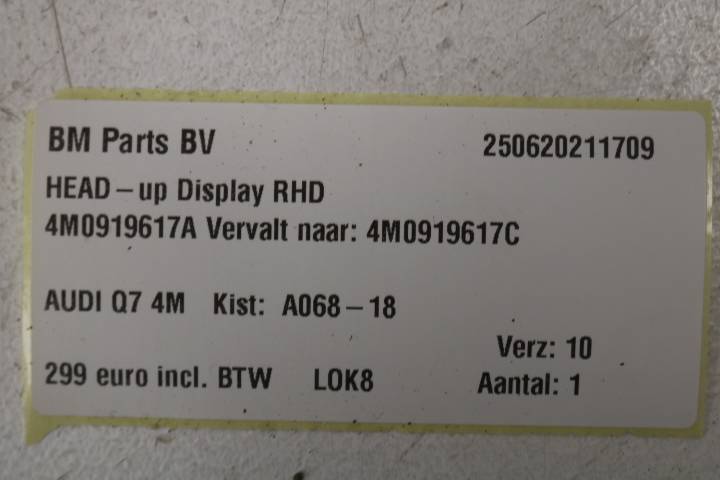 BM Parts BV 250620211709
HEAD-up Display RHD
4M0919617A Vervalt naar: 4M0919617C
AUDI Q7 4M Kist: A068-18
Verz: 10
299 euro incl. BTW LOK8 Aantal: 1